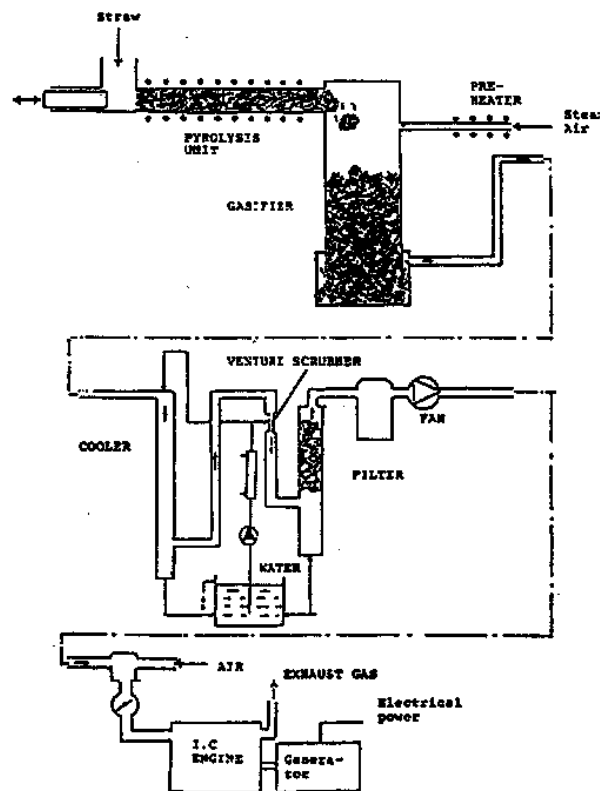 Straw
PRE-
HEATER
Steam
Air
PYROLYSIS
UNIT
GASIFIER
VENTURI SCRUBBER
FAN
COOLER
FILTER
WATER
AIR
EXHAUST GAS
Electrical
power
I.C
ENGINE
Genera-
tor